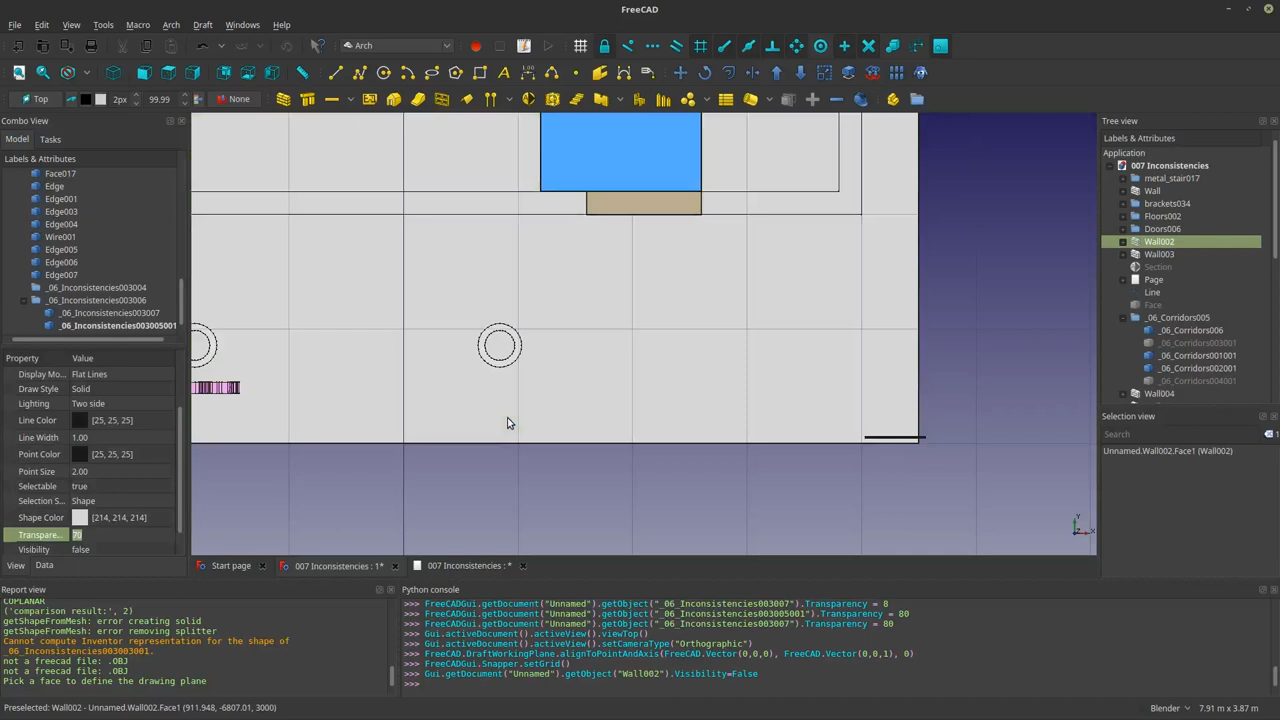 FreeCAD
File Edit View Tools Macro Arch Draft Windows Help
Arch
Top 2px 99.99 None
Combo View
Model Tasks
Labels & Attributes
Face017
Edge
Edge001
Edge003
Edge004
Wire001
Edge005
Edge006
Edge007
_06_Inconsistencies003004
_06_Inconsistencies003006
_06_Inconsistencies003007
_06_Inconsistencies003005001
Property Value
Display Mo... Flat Lines
Draw Style Solid
Lighting Two side
Line Color [25, 25, 25]
Line Width 1.00
Point Color [25, 25, 25]
Point Size 2.00
Selectable true
Selection S... Shape
Shape Color [214, 214, 214]
Transpare... 70
Visibility false
View Data
Start page 007 Inconsistencies : 1* 007 Inconsistencies : *
Tree view
Labels & Attributes
Application
007 Inconsistencies
metal_stair017
Wall
brackets034
Floors002
Doors006
Wall002
Wall003
Section
Page
Line
Face
_06_Corridors005
_06_Corridors006
_06_Corridors003001
_06_Corridors001001
_06_Corridors002001
_06_Corridors004001
Wall004
Selection view
Search 1
Unnamed.Wall002.Face1 (Wall002)
Y
X
Z
Report view
COPLANAR
('comparison result:', 2)
getShapeFromMesh: error creating solid
getShapeFromMesh: error removing splitter
Cannot compute Inventor representation for the shape of
_06_Inconsistencies003003001.
not a freecad file: .OBJ
not a freecad file: .OBJ
Pick a face to define the drawing plane
Python console
>>> FreeCADGui.getDocument("Unnamed").getObject("_06_Inconsistencies003007").Transparency = 8
>>> FreeCADGui.getDocument("Unnamed").getObject("_06_Inconsistencies003005001").Transparency = 80
>>> FreeCADGui.getDocument("Unnamed").getObject("_06_Inconsistencies003007").Transparency = 80
>>> Gui.activeDocument().activeView().viewTop()
>>> Gui.activeDocument().activeView().setCameraType("Orthographic")
>>> FreeCAD.DraftWorkingPlane.alignToPointAndAxis(FreeCAD.Vector(0,0,0), FreeCAD.Vector(0,0,1), 0)
>>> FreeCADGui.Snapper.setGrid()
>>> Gui.getDocument("Unnamed").getObject("Wall002").Visibility=False
>>>
Preselected: Wall002 - Unnamed.Wall002.Face1 (911.948, -6807.01, 3000) Blender 7.91 m x 3.87 m